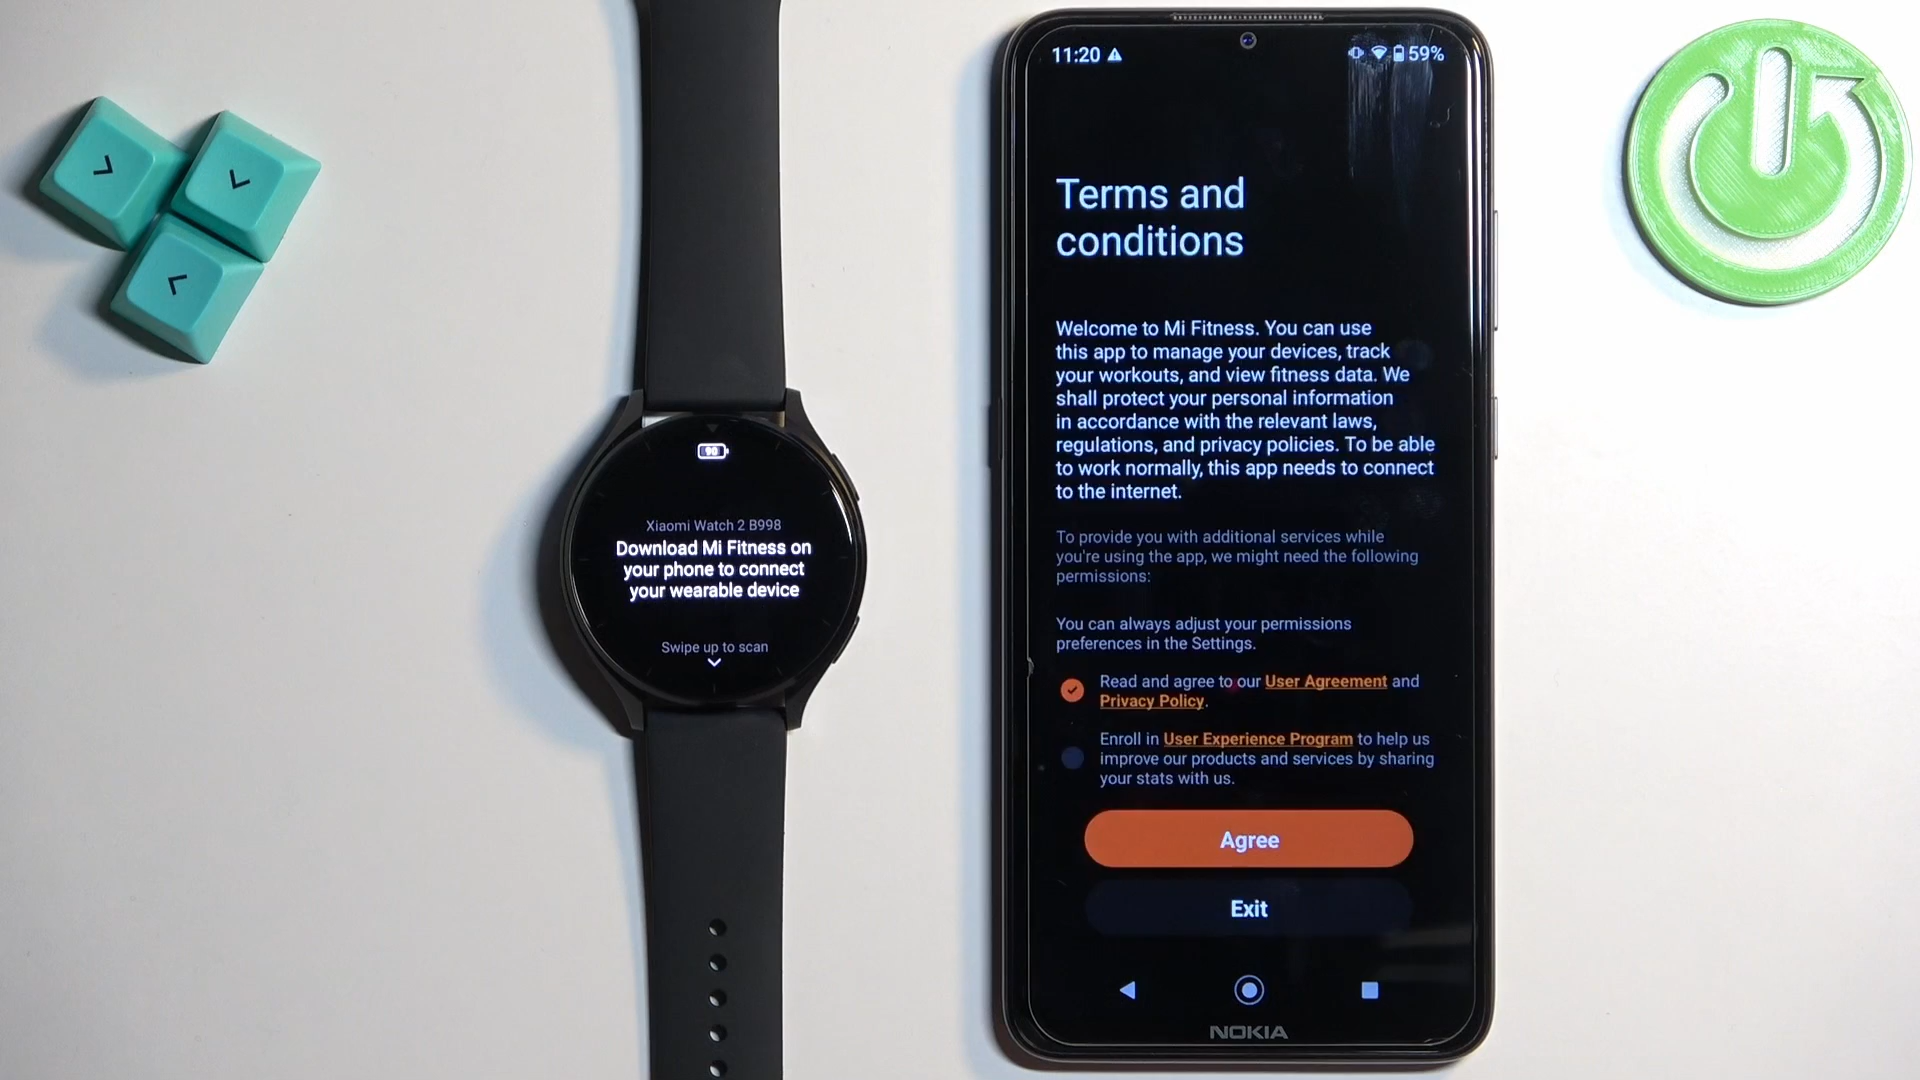 90
Xiaomi Watch 2 B998
Download Mi Fitness on
your phone to connect
your wearable device
Swipe up to scan
11:20
59%
Terms and
conditions
Welcome to Mi Fitness. You can use
this app to manage your devices, track
your workouts, and view fitness data. We
shall protect your personal information
in accordance with the relevant laws,
regulations, and privacy policies. To be able
to work normally, this app needs to connect
to the internet.
To provide you with additional services while
you're using the app, we might need the following
permissions:
You can always adjust your permissions
preferences in the Settings.
Read and agree to our User Agreement and
Privacy Policy.
Enroll in User Experience Program to help us
improve our products and services by sharing
your stats with us.
Agree
Exit
NOKIA